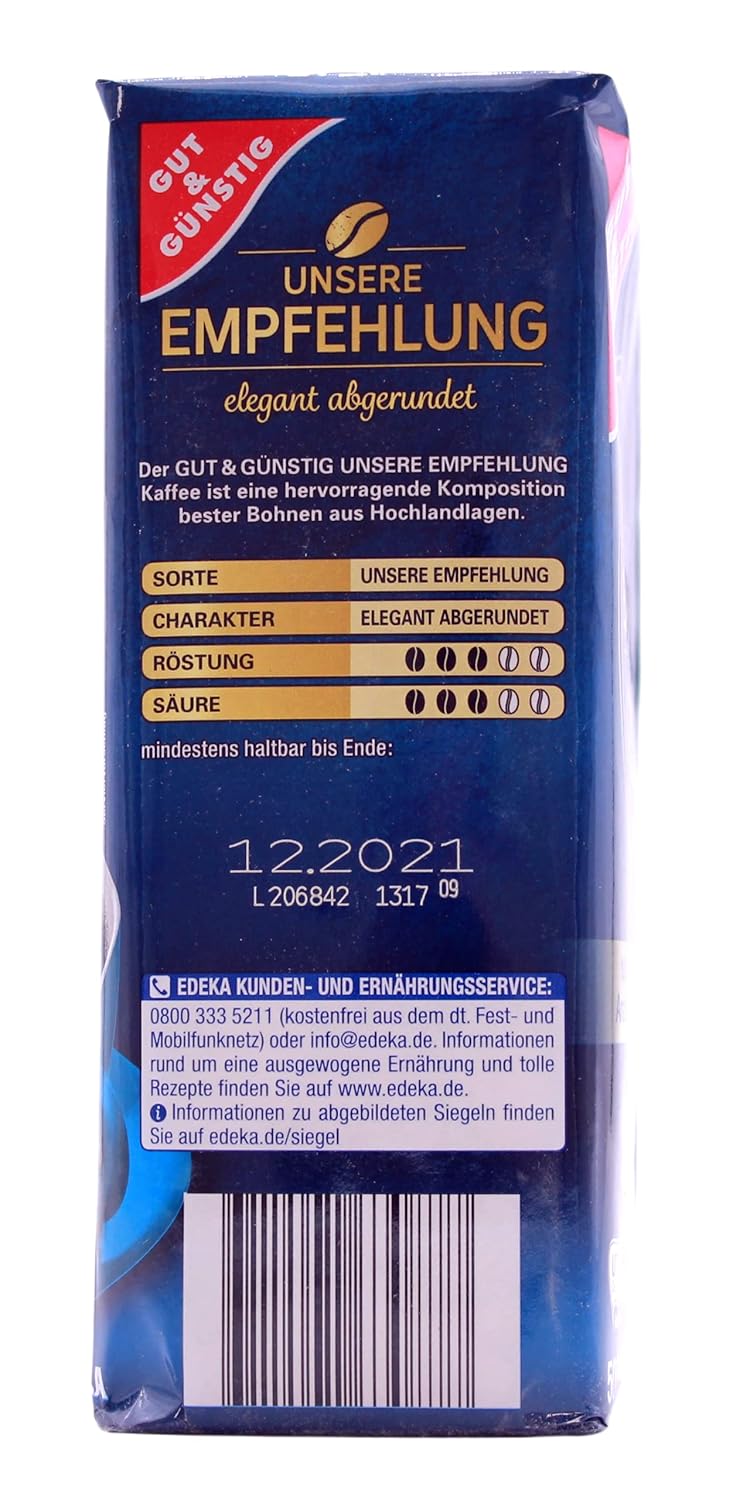 GUT
&
GÜNSTIG
UNSERE
EMPFEHLUNG
elegant abgerundet
Der GUT & GÜNSTIG UNSERE EMPFEHLUNG
Kaffee ist eine hervorragende Komposition
bester Bohnen aus Hochlandlagen.
SORTE UNSERE EMPFEHLUNG
CHARAKTER ELEGANT ABGERUNDET
RÖSTUNG
SÄURE
mindestens haltbar bis Ende:
12.2021
L 206842 1317 09
EDEKA KUNDEN- UND ERNÄHRUNGSSERVICE:
0800 333 5211 (kostenfrei aus dem dt. Fest- und
Mobilfunknetz) oder info@edeka.de. Informationen
rund um eine ausgewogene Ernährung und tolle
Rezepte finden Sie auf www.edeka.de.
Informationen zu abgebildeten Siegeln finden
Sie auf edeka.de/siegel